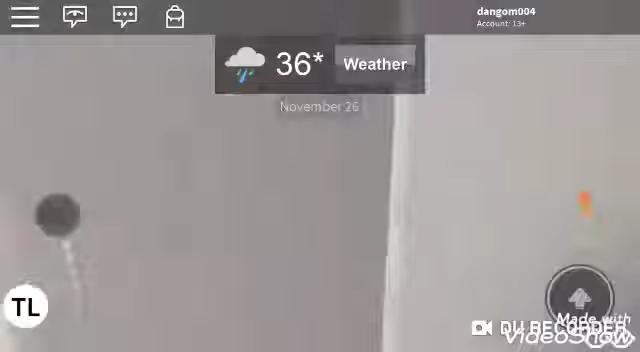 dangom004
Account: 13+
36*
Weather
November 26
TL
Made with
DU RECORDER
VideoShow